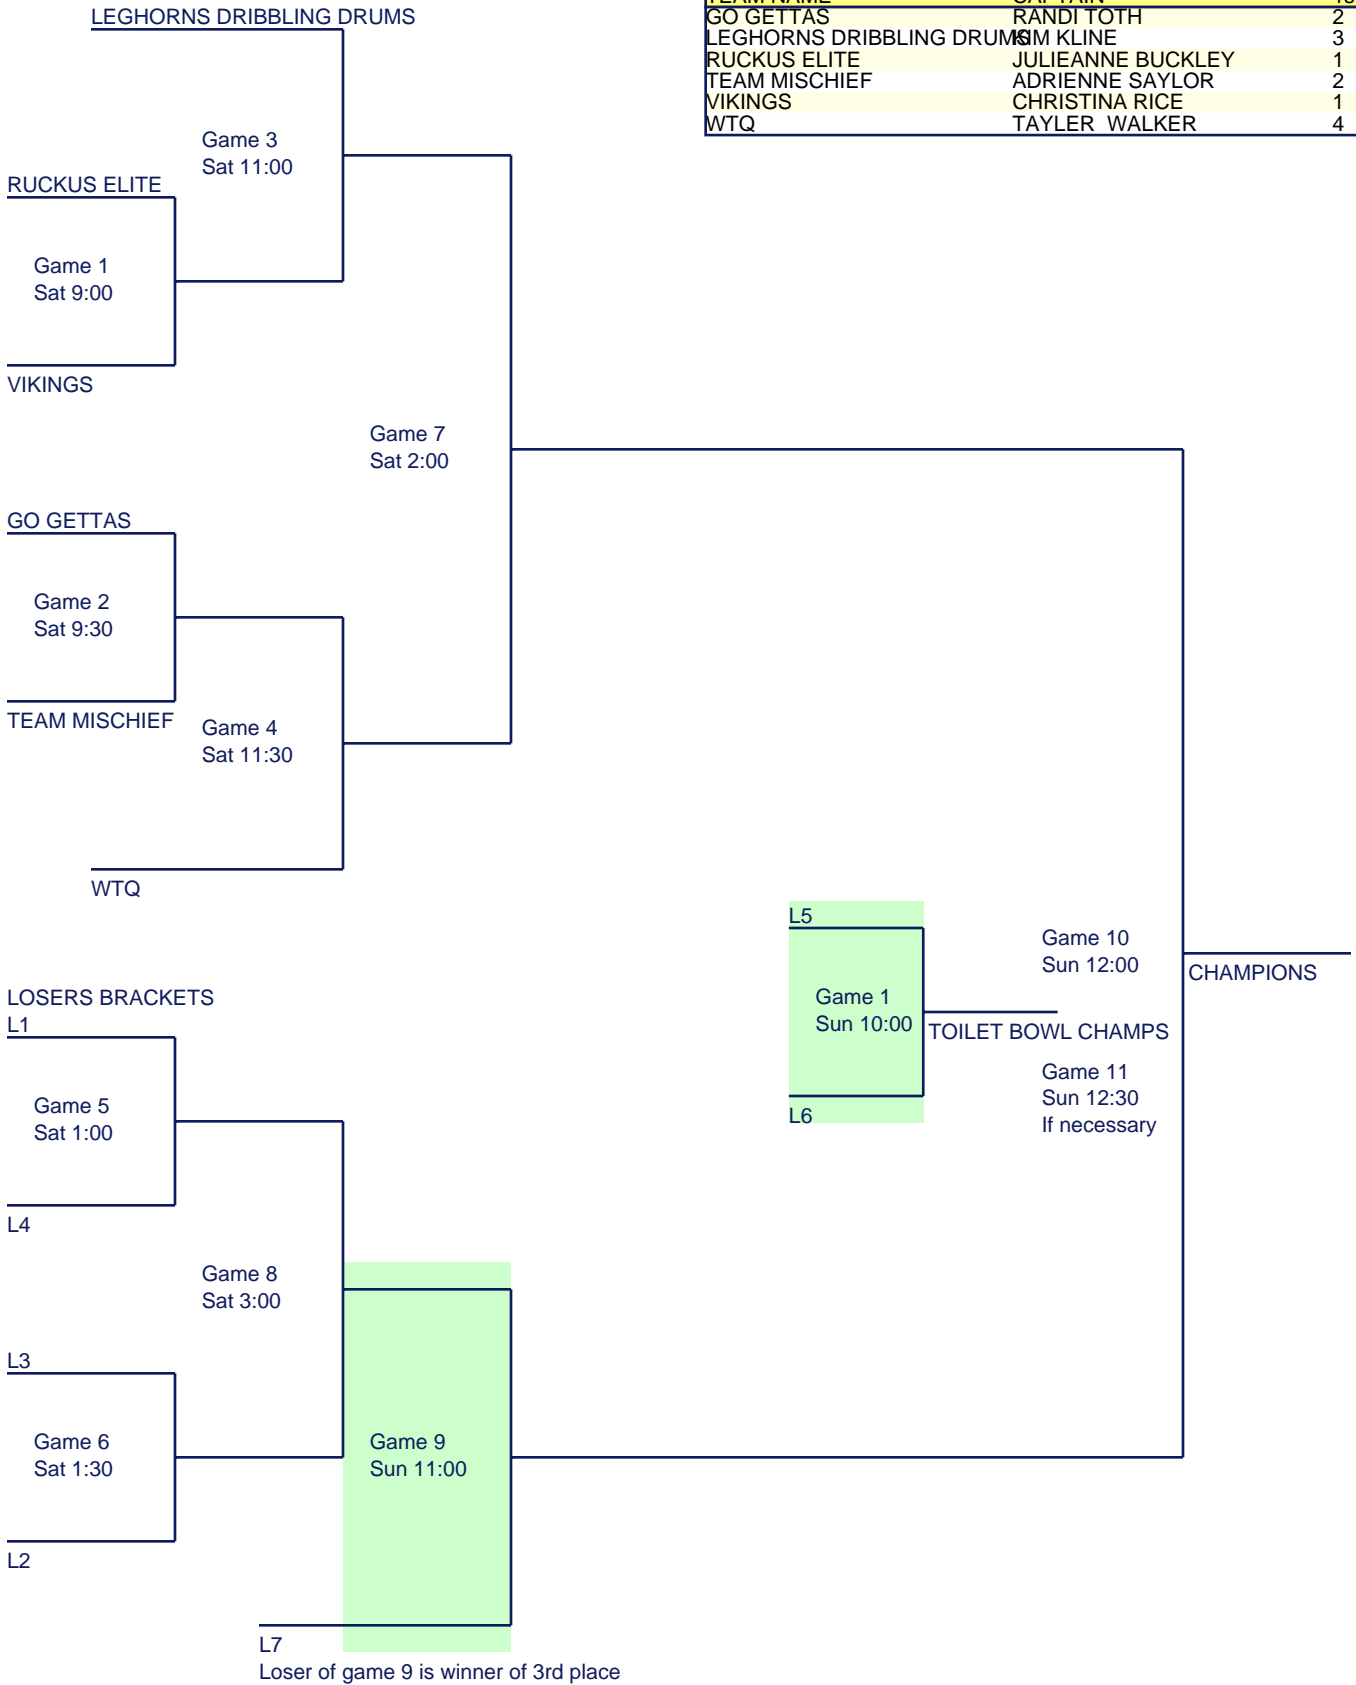 LEGHORNS DRIBBLING DRUMS
TEAM NAME CAPTAIN
GO GETTAS RANDI TOTH 2
LEGHORNS DRIBBLING DRUMS KIM KLINE 3
RUCKUS ELITE JULIEANNE BUCKLEY 1
TEAM MISCHIEF ADRIENNE SAYLOR 2
VIKINGS CHRISTINA RICE 1
WTQ TAYLER WALKER 4
Game 3
Sat 11:00
RUCKUS ELITE
Game 1
Sat 9:00
VIKINGS
Game 7
Sat 2:00
GO GETTAS
Game 2
Sat 9:30
TEAM MISCHIEF
Game 4
Sat 11:30
WTQ
L5
Game 1
Sun 10:00
TOILET BOWL CHAMPS
L6
Game 10
Sun 12:00
CHAMPIONS
Game 11
Sun 12:30
If necessary
LOSERS BRACKETS
L1
Game 5
Sat 1:00
L4
Game 8
Sat 3:00
L3
Game 6
Sat 1:30
L2
Game 9
Sun 11:00
L7
Loser of game 9 is winner of 3rd place